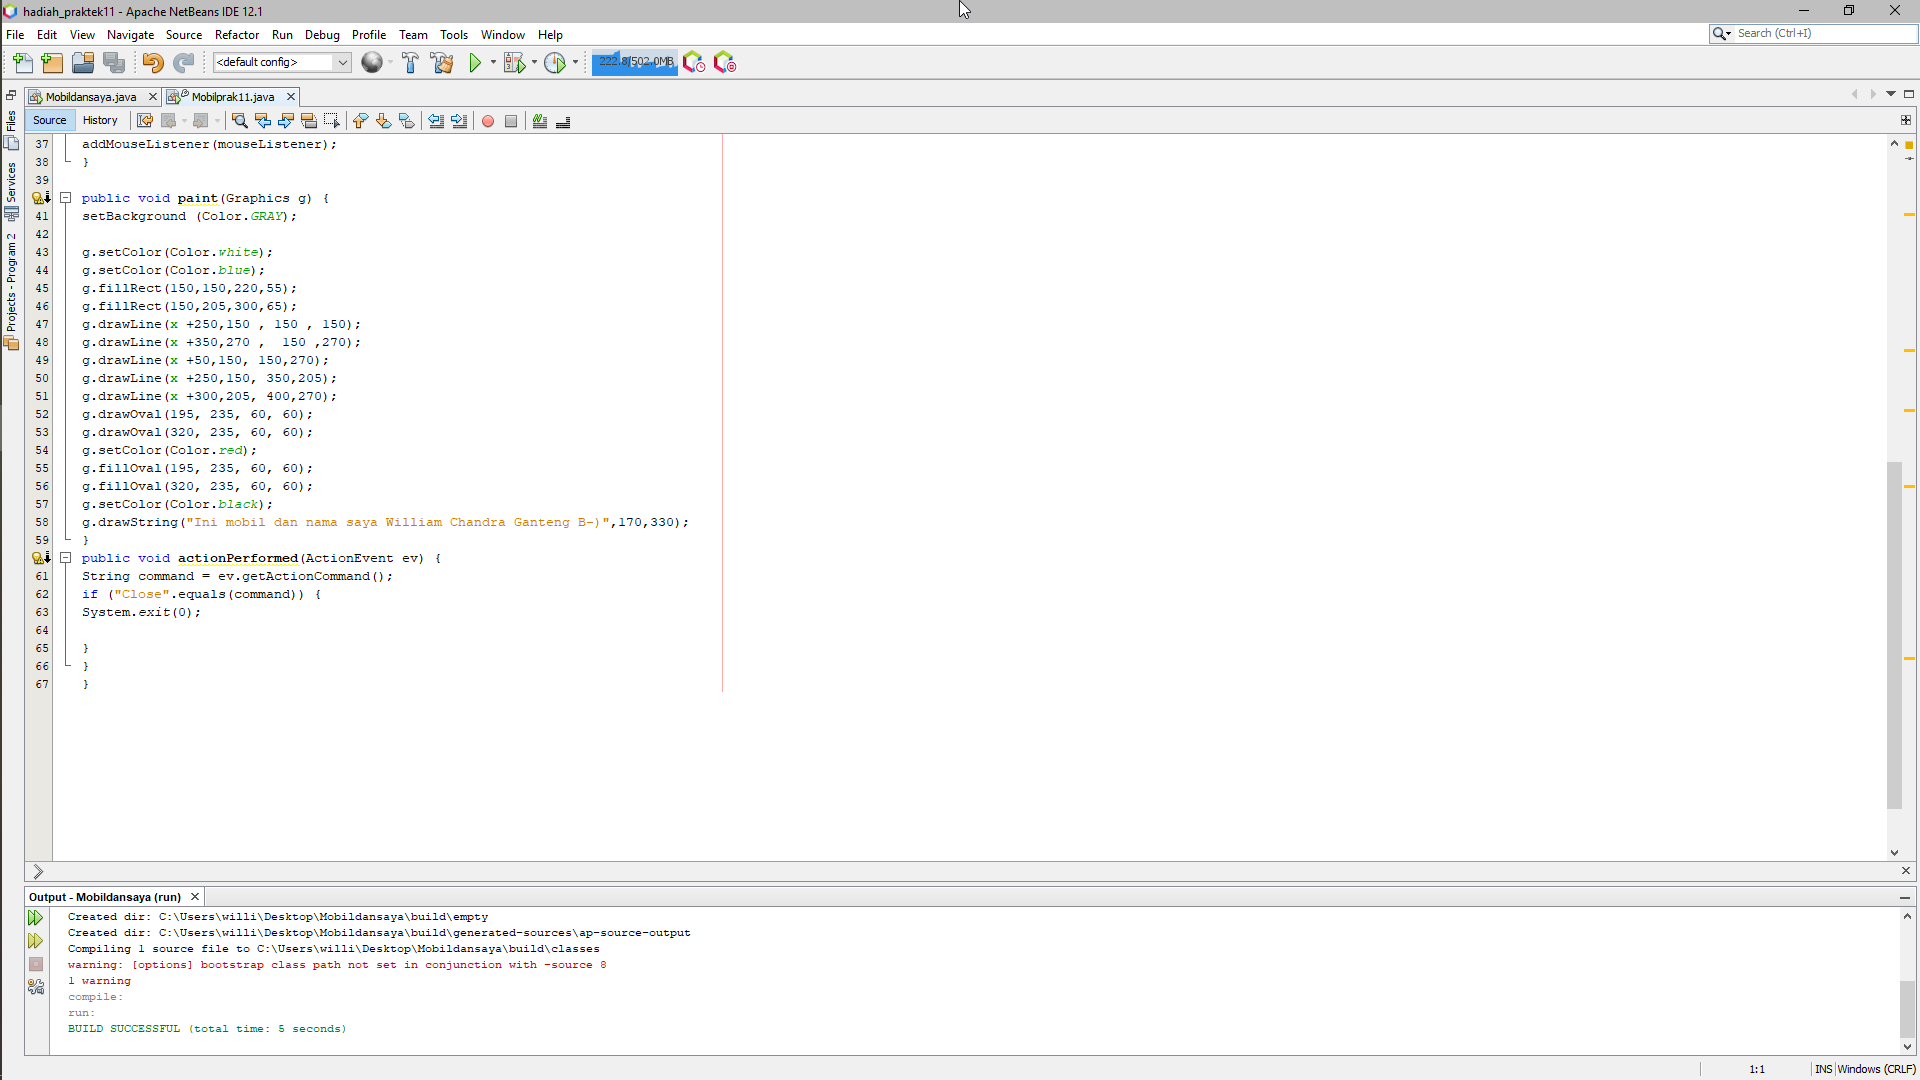 hadiah_praktek11 - Apache NetBeans IDE 12.1
File Edit View Navigate Source Refactor Run Debug Profile Team Tools Window Help
Search (Ctrl+I)
<default config>
222.8/502.0MB
Mobildansaya.java
Mobilprak11.java
Source History
Files
Services
Projects - Program 2
37 addMouseListener(mouseListener);
38 }
39
public void paint(Graphics g) {
41 setBackground (Color.GRAY);
42
43 g.setColor(Color.white);
44 g.setColor(Color.blue);
45 g.fillRect(150,150,220,55);
46 g.fillRect(150,205,300,65);
47 g.drawLine(x +250,150 , 150 , 150);
48 g.drawLine(x +350,270 ,  150 ,270);
49 g.drawLine(x +50,150, 150,270);
50 g.drawLine(x +250,150, 350,205);
51 g.drawLine(x +300,205, 400,270);
52 g.drawOval(195, 235, 60, 60);
53 g.drawOval(320, 235, 60, 60);
54 g.setColor(Color.red);
55 g.fillOval(195, 235, 60, 60);
56 g.fillOval(320, 235, 60, 60);
57 g.setColor(Color.black);
58 g.drawString("Ini mobil dan nama saya William Chandra Ganteng B-)",170,330);
59 }
public void actionPerformed(ActionEvent ev) {
61 String command = ev.getActionCommand();
62 if ("Close".equals(command)) {
63 System.exit(0);
64
65 }
66 }
67 }
Output - Mobildansaya (run)
Created dir: C:\Users\willi\Desktop\Mobildansaya\build\empty
Created dir: C:\Users\willi\Desktop\Mobildansaya\build\generated-sources\ap-source-output
Compiling 1 source file to C:\Users\willi\Desktop\Mobildansaya\build\classes
warning: [options] bootstrap class path not set in conjunction with -source 8
1 warning
compile:
run:
BUILD SUCCESSFUL (total time: 5 seconds)
1:1 INS Windows (CRLF)